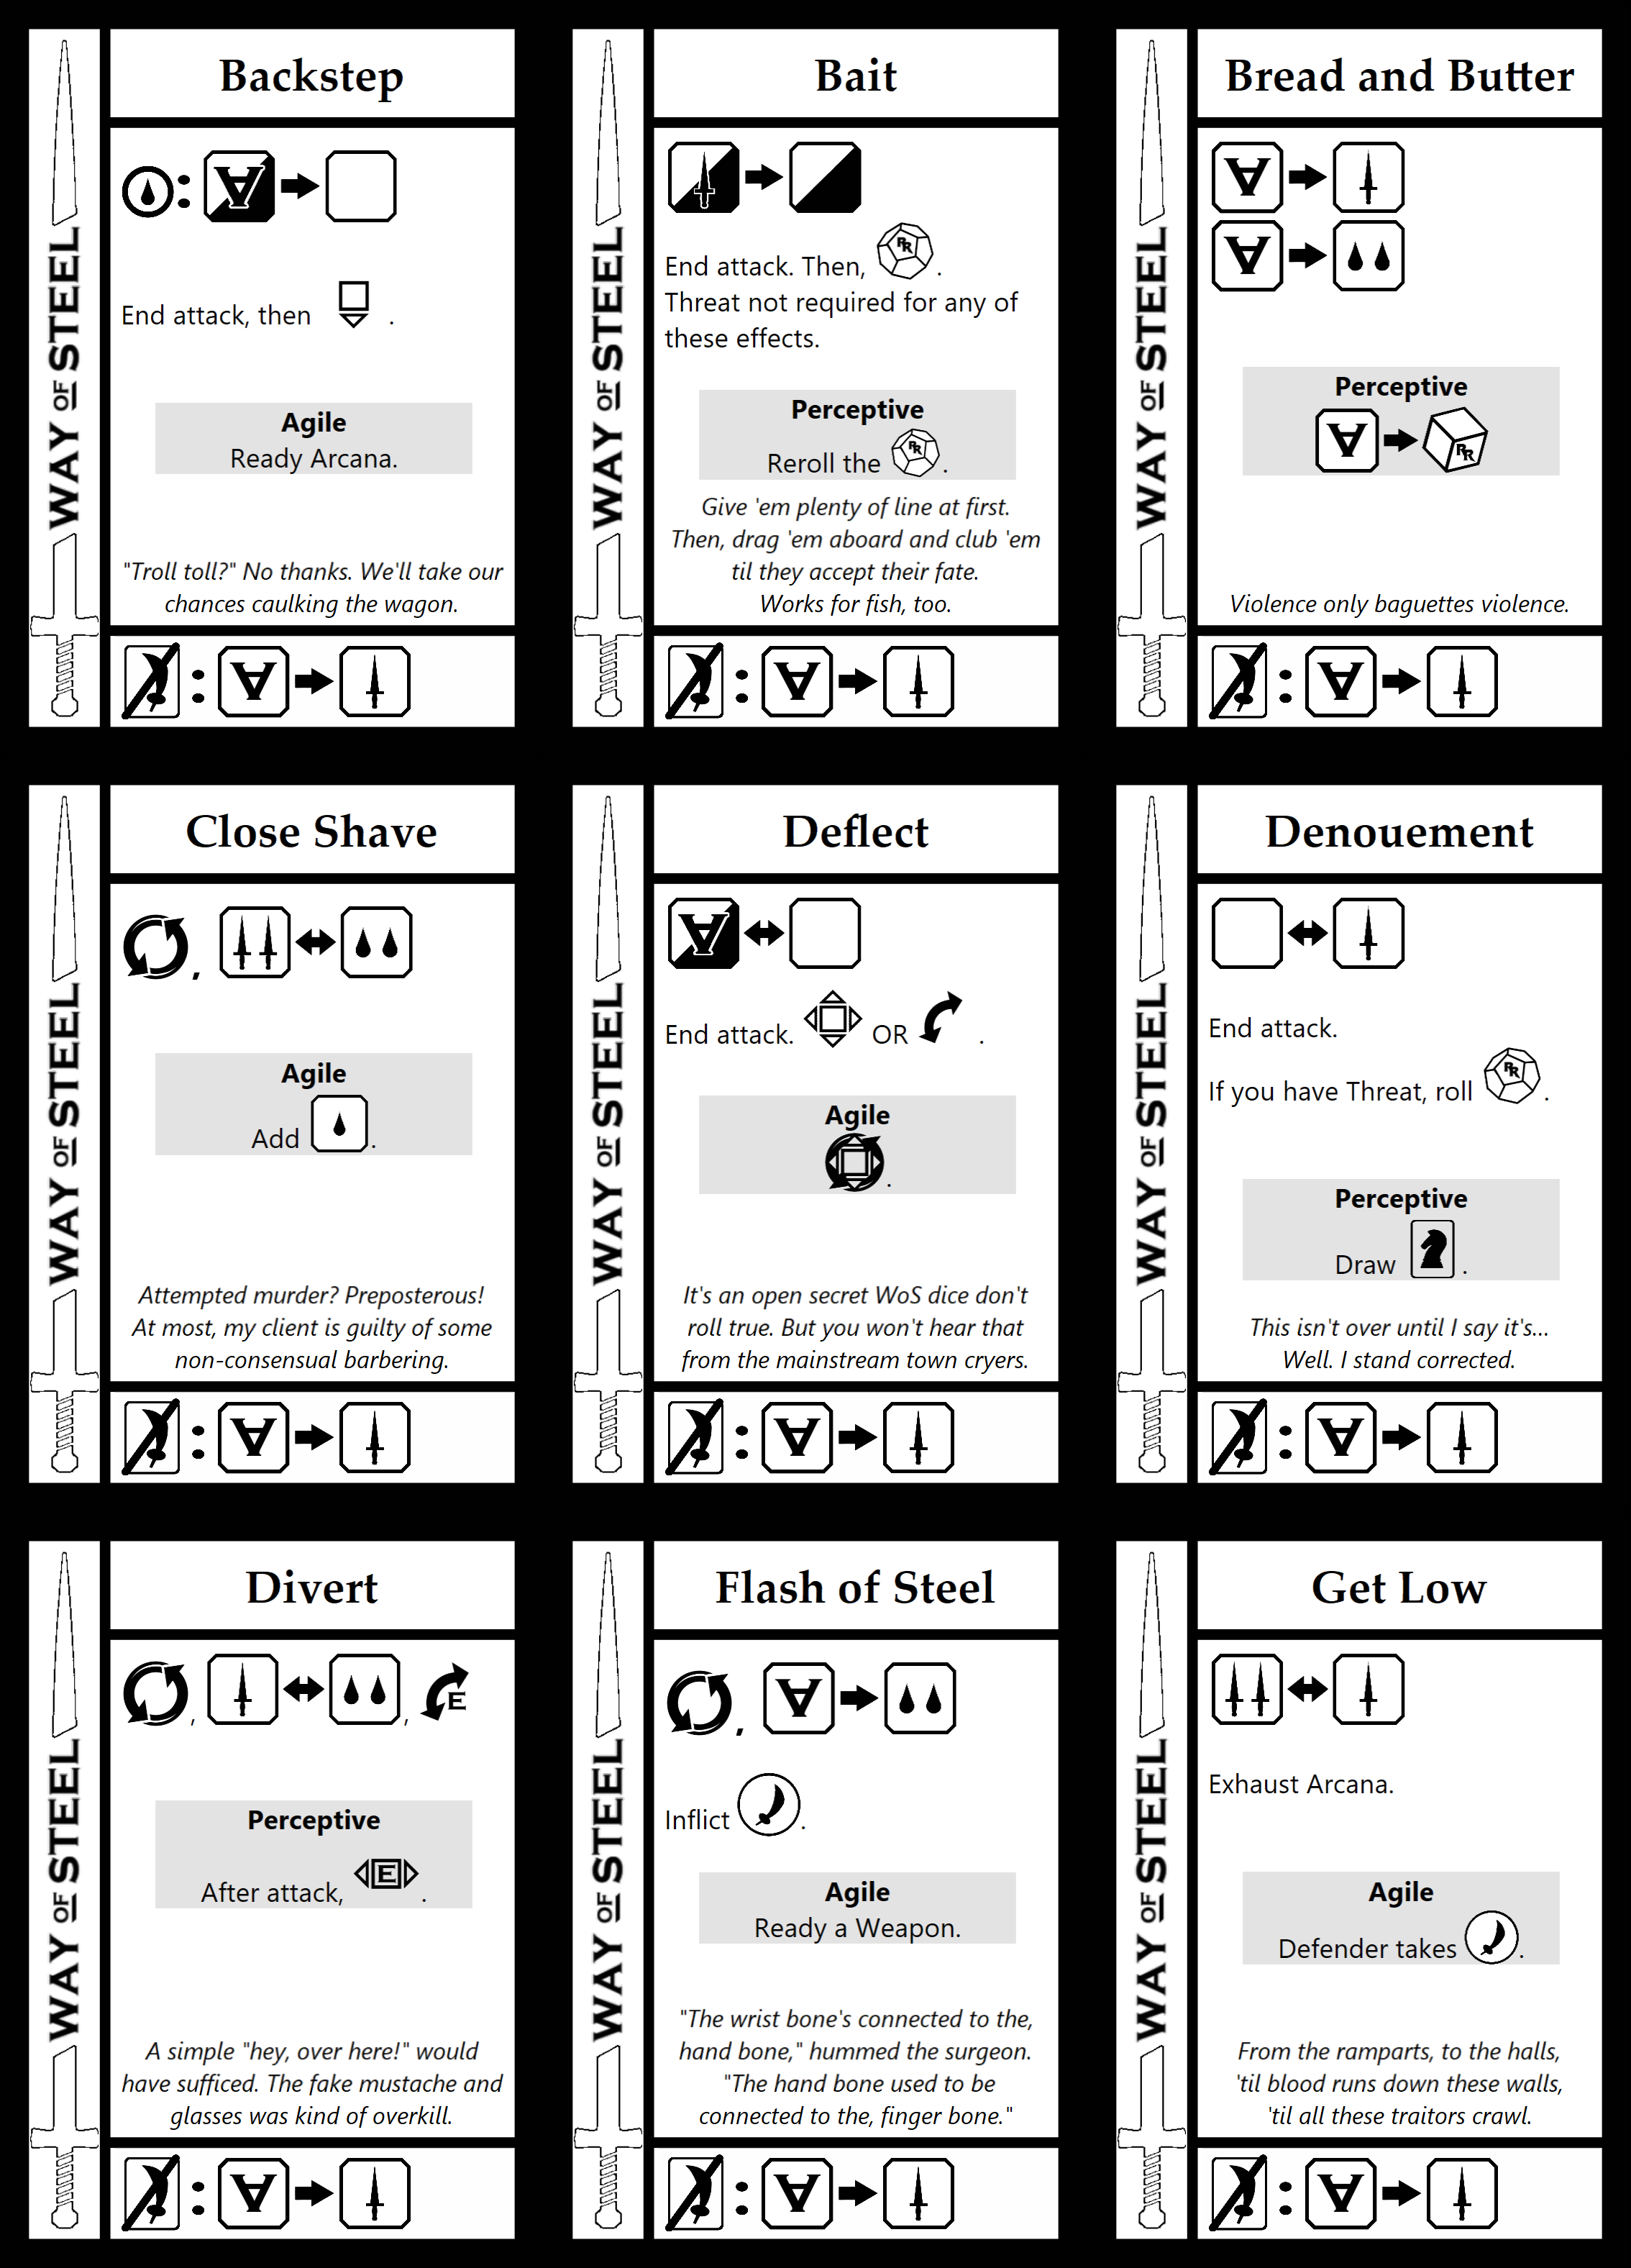 WAY OF STEEL
Backstep
End attack, then .
Agile
Ready Arcana.
"Troll toll?" No thanks. We'll take our
chances caulking the wagon.
WAY OF STEEL
Bait
End attack. Then, RR .
Threat not required for any of
these effects.
Perceptive
Reroll the RR .
Give 'em plenty of line at first.
Then, drag 'em aboard and club 'em
til they accept their fate.
Works for fish, too.
WAY OF STEEL
Bread and Butter
Perceptive
RR
Violence only baguettes violence.
WAY OF STEEL
Close Shave
,
Agile
Add .
Attempted murder? Preposterous!
At most, my client is guilty of some
non-consensual barbering.
WAY OF STEEL
Deflect
End attack. OR .
Agile
.
It's an open secret WoS dice don't
roll true. But you won't hear that
from the mainstream town cryers.
WAY OF STEEL
Denouement
End attack.
If you have Threat, roll RR .
Perceptive
Draw .
This isn't over until I say it's...
Well. I stand corrected.
WAY OF STEEL
Divert
, , E
Perceptive
After attack, E .
A simple "hey, over here!" would
have sufficed. The fake mustache and
glasses was kind of overkill.
WAY OF STEEL
Flash of Steel
,
Inflict .
Agile
Ready a Weapon.
"The wrist bone's connected to the,
hand bone," hummed the surgeon.
"The hand bone used to be
connected to the, finger bone."
WAY OF STEEL
Get Low
Exhaust Arcana.
Agile
Defender takes .
From the ramparts, to the halls,
'til blood runs down these walls,
'til all these traitors crawl.